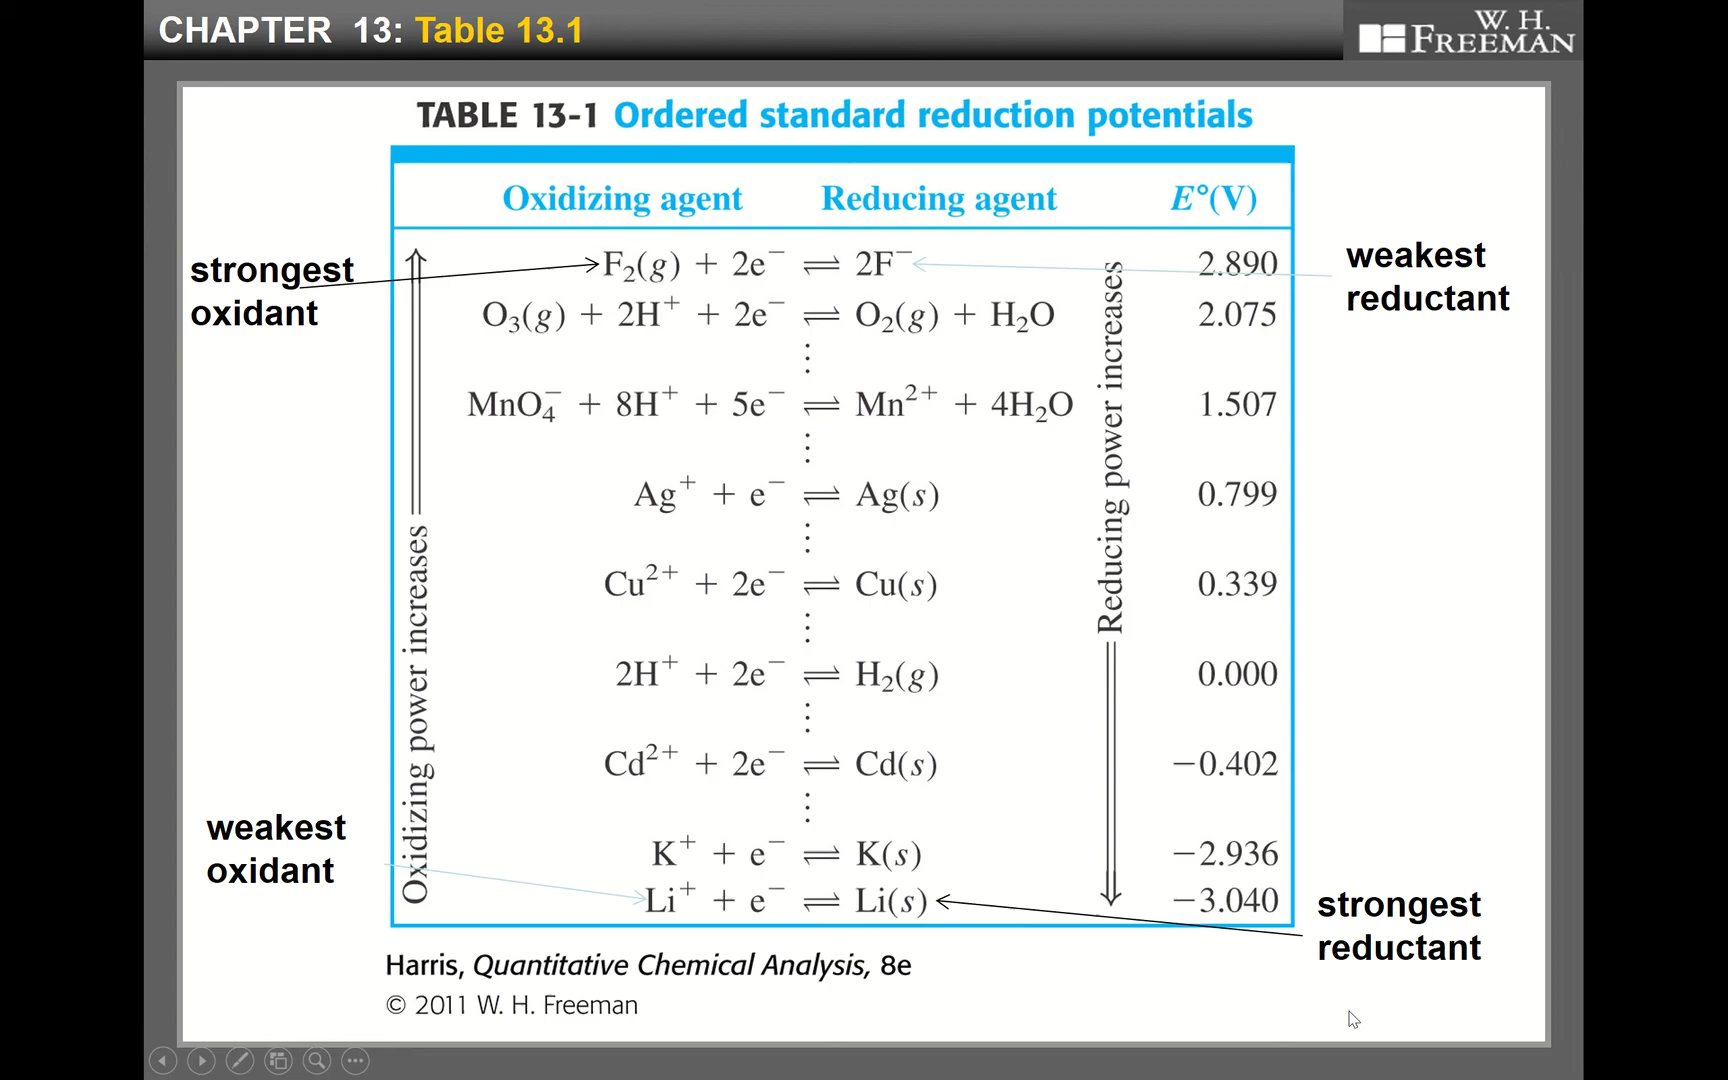 CHAPTER 13: Table 13.1
W. H.
FREEMAN
TABLE 13-1 Ordered standard reduction potentials
Oxidizing agent Reducing agent E°(V)
strongest
oxidant
weakest
reductant
F₂(g) + 2e⁻ ⇌ 2F⁻ 2.890
O₃(g) + 2H⁺ + 2e⁻ ⇌ O₂(g) + H₂O 2.075
⋮
MnO₄⁻ + 8H⁺ + 5e⁻ ⇌ Mn²⁺ + 4H₂O 1.507
⋮
Ag⁺ + e⁻ ⇌ Ag(s) 0.799
⋮
Cu²⁺ + 2e⁻ ⇌ Cu(s) 0.339
⋮
2H⁺ + 2e⁻ ⇌ H₂(g) 0.000
⋮
Cd²⁺ + 2e⁻ ⇌ Cd(s) −0.402
⋮
K⁺ + e⁻ ⇌ K(s) −2.936
Li⁺ + e⁻ ⇌ Li(s) −3.040
Oxidizing power increases
Reducing power increases
weakest
oxidant
strongest
reductant
Harris, Quantitative Chemical Analysis, 8e
© 2011 W. H. Freeman